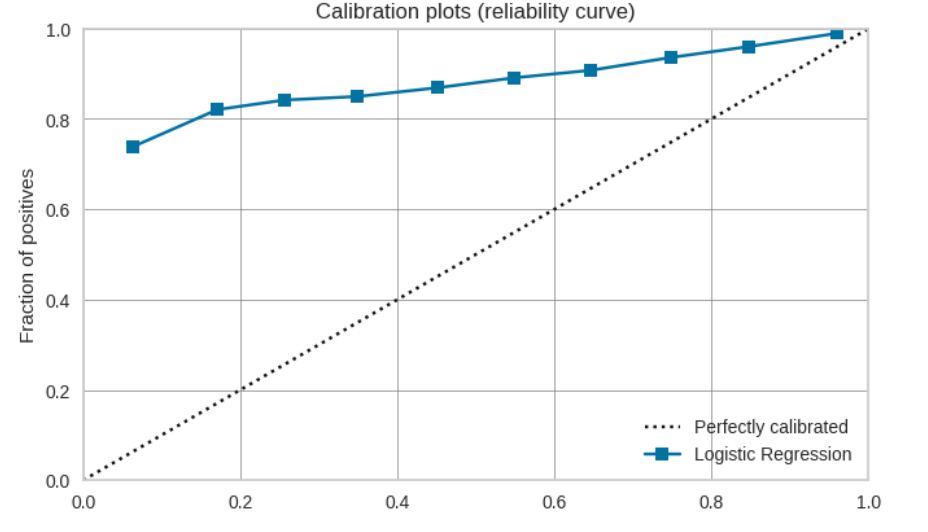 Calibration plots (reliability curve)
1.0
0.8
0.6
0.4
0.2
0.0
Fraction of positives
Perfectly calibrated
Logistic Regression
0.0 0.2 0.4 0.6 0.8 1.0